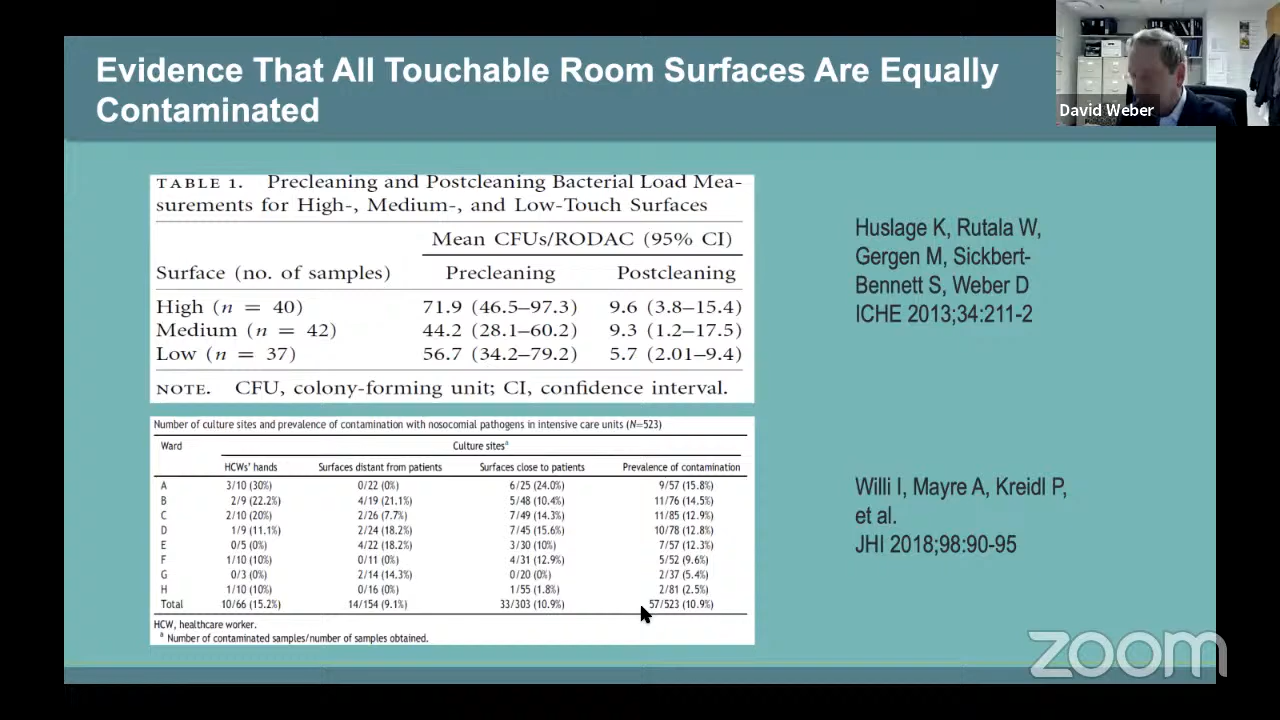 Evidence That All Touchable Room Surfaces Are Equally
Contaminated
David Weber
TABLE 1. Precleaning and Postcleaning Bacterial Load Mea-
surements for High-, Medium-, and Low-Touch Surfaces
Mean CFUs/RODAC (95% CI)
Surface (no. of samples) Precleaning Postcleaning
High (n = 40) 71.9 (46.5–97.3) 9.6 (3.8–15.4)
Medium (n = 42) 44.2 (28.1–60.2) 9.3 (1.2–17.5)
Low (n = 37) 56.7 (34.2–79.2) 5.7 (2.01–9.4)
NOTE. CFU, colony-forming unit; CI, confidence interval.
Huslage K, Rutala W,
Gergen M, Sickbert-
Bennett S, Weber D
ICHE 2013;34:211-2
Number of culture sites and prevalence of contamination with nosocomial pathogens in intensive care units (N=523)
Ward Culture sitesa
HCWs' hands Surfaces distant from patients Surfaces close to patients Prevalence of contamination
A 3/10 (30%) 0/22 (0%) 6/25 (24.0%) 9/57 (15.8%)
B 2/9 (22.2%) 4/19 (21.1%) 5/48 (10.4%) 11/76 (14.5%)
C 2/10 (20%) 2/26 (7.7%) 7/49 (14.3%) 11/85 (12.9%)
D 1/9 (11.1%) 2/24 (18.2%) 7/45 (15.6%) 10/78 (12.8%)
E 0/5 (0%) 4/22 (18.2%) 3/30 (10%) 7/57 (12.3%)
F 1/10 (10%) 0/11 (0%) 4/31 (12.9%) 5/52 (9.6%)
G 0/3 (0%) 2/14 (14.3%) 0/20 (0%) 2/37 (5.4%)
H 1/10 (10%) 0/16 (0%) 1/55 (1.8%) 2/81 (2.5%)
Total 10/66 (15.2%) 14/154 (9.1%) 33/303 (10.9%) 57/523 (10.9%)
HCW, healthcare worker.
a Number of contaminated samples/number of samples obtained.
Willi I, Mayre A, Kreidl P,
et al.
JHI 2018;98:90-95
zoom